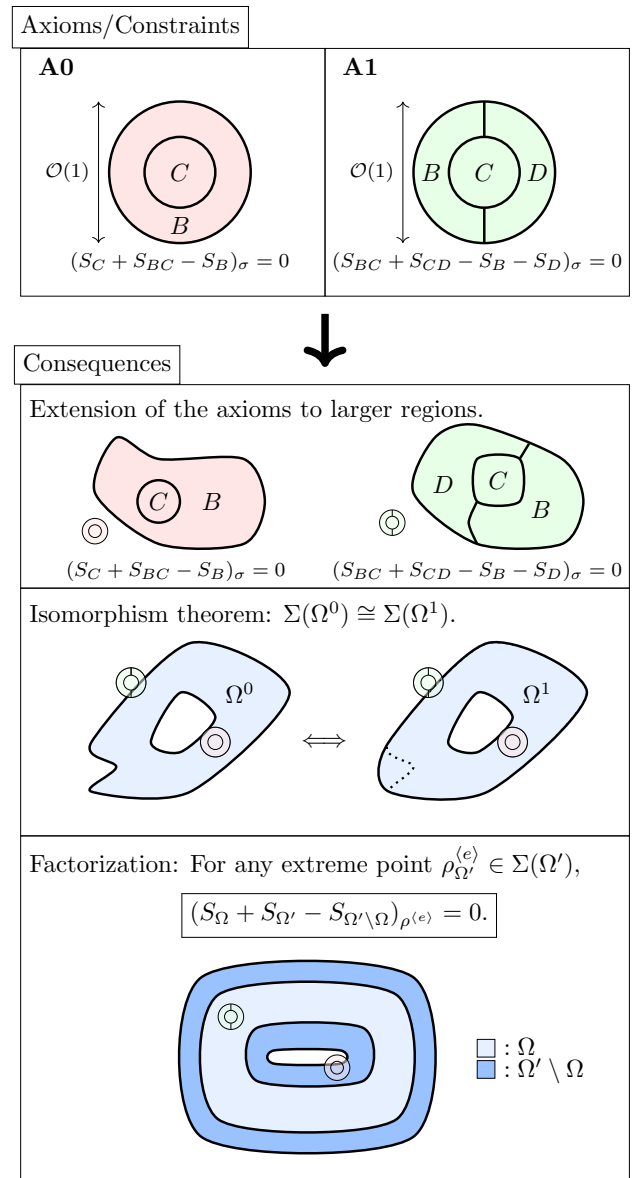 Axioms/Constraints
A0
A1
𝒪(1)
C
B
𝒪(1)
B
C
D
(S_C + S_{BC} − S_B)_σ = 0
(S_{BC} + S_{CD} − S_B − S_D)_σ = 0
Consequences
Extension of the axioms to larger regions.
C
B
D
C
B
(S_C + S_{BC} − S_B)_σ = 0
(S_{BC} + S_{CD} − S_B − S_D)_σ = 0
Isomorphism theorem: Σ(Ω^0) ≅ Σ(Ω^1).
Ω^0
⟺
Ω^1
Factorization: For any extreme point ρ_{Ω′}^{⟨e⟩} ∈ Σ(Ω′),
(S_Ω + S_{Ω′} − S_{Ω′∖Ω})_{ρ^{⟨e⟩}} = 0.
: Ω
: Ω′ ∖ Ω